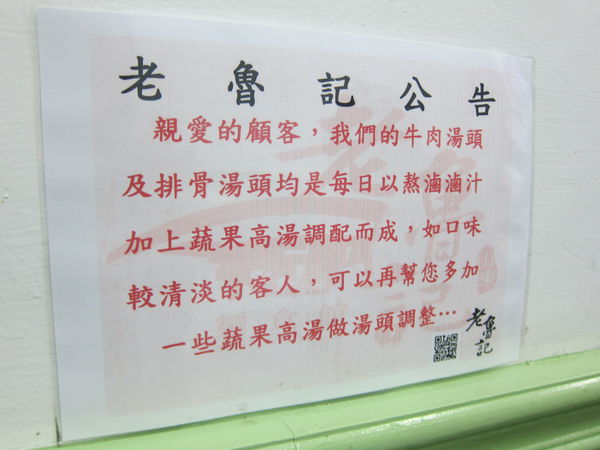 老魯記公告
親愛的顧客，我們的牛肉湯頭
及排骨湯頭均是每日以熬滷滷汁
加上蔬果高湯調配而成，如口味
較清淡的客人，可以再幫您多加
一些蔬果高湯做湯頭調整…
老魯記